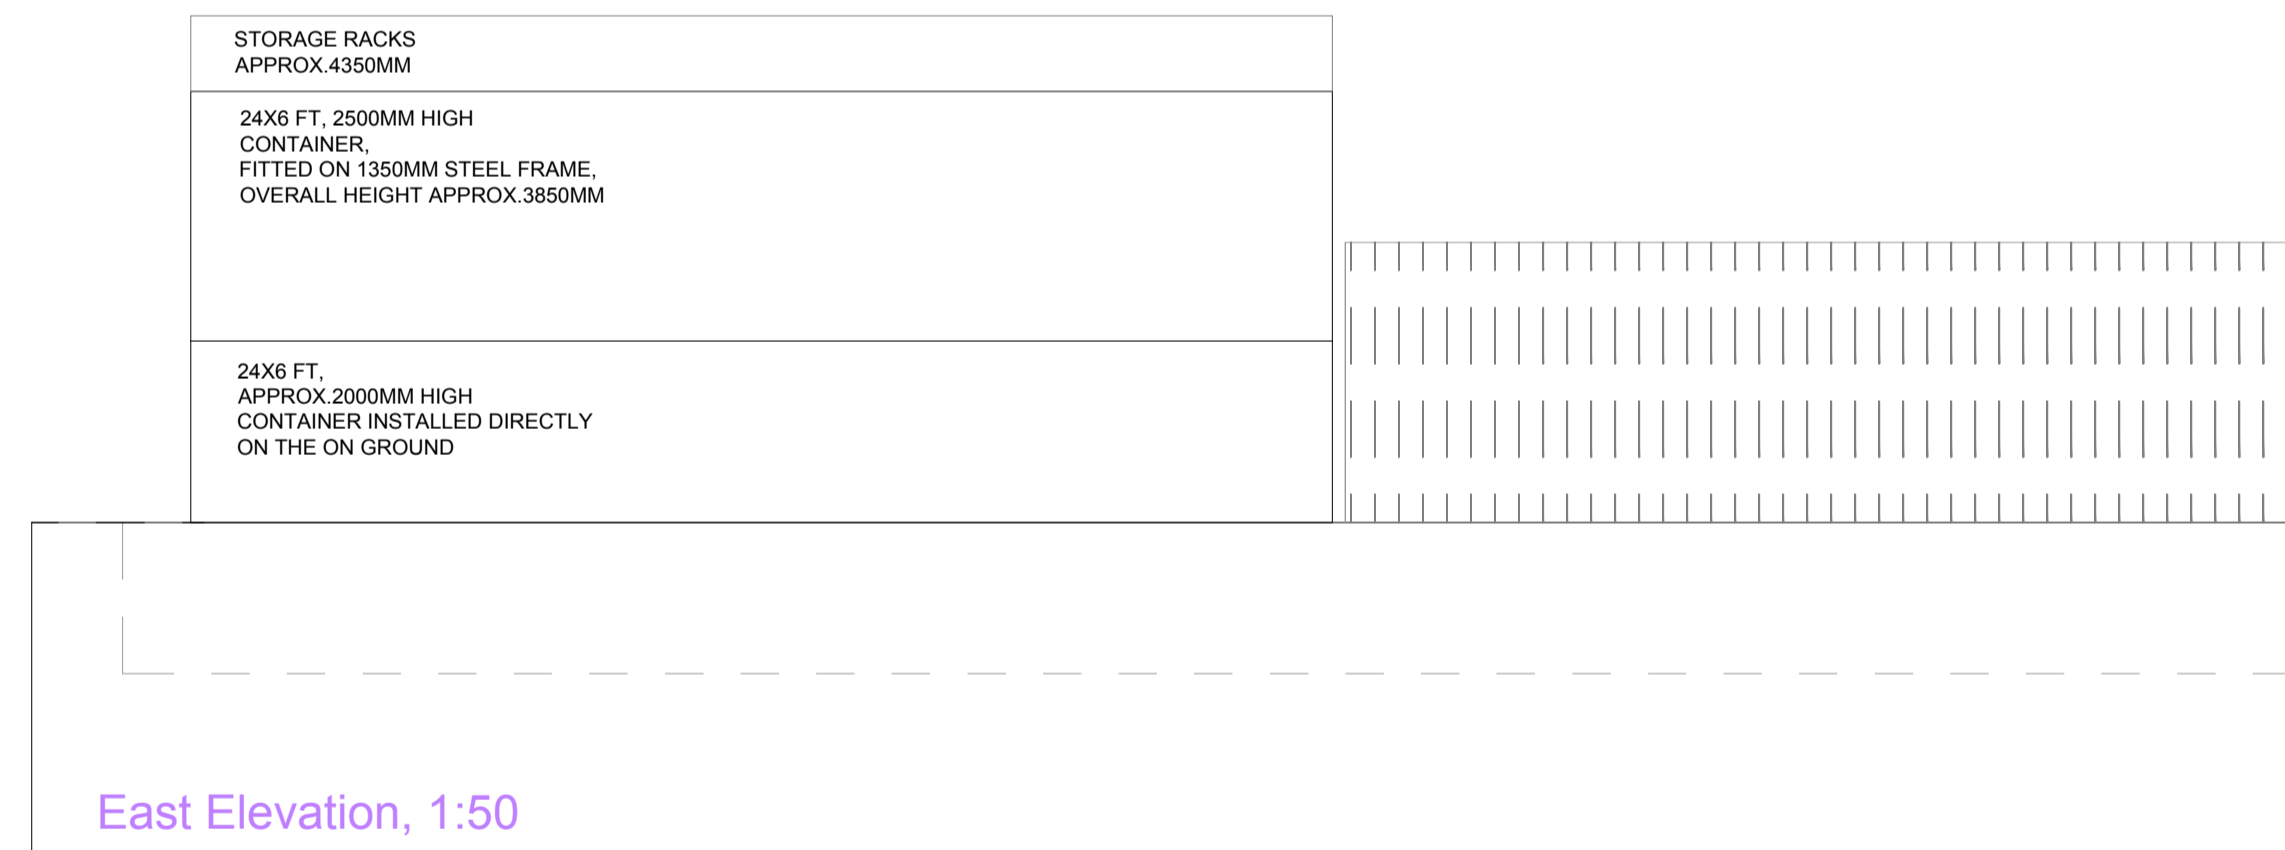 STORAGE RACKS
APPROX.4350MM
24X6 FT, 2500MM HIGH
CONTAINER,
FITTED ON 1350MM STEEL FRAME,
OVERALL HEIGHT APPROX.3850MM
24X6 FT,
APPROX.2000MM HIGH
CONTAINER INSTALLED DIRECTLY
ON THE ON GROUND
East Elevation, 1:50